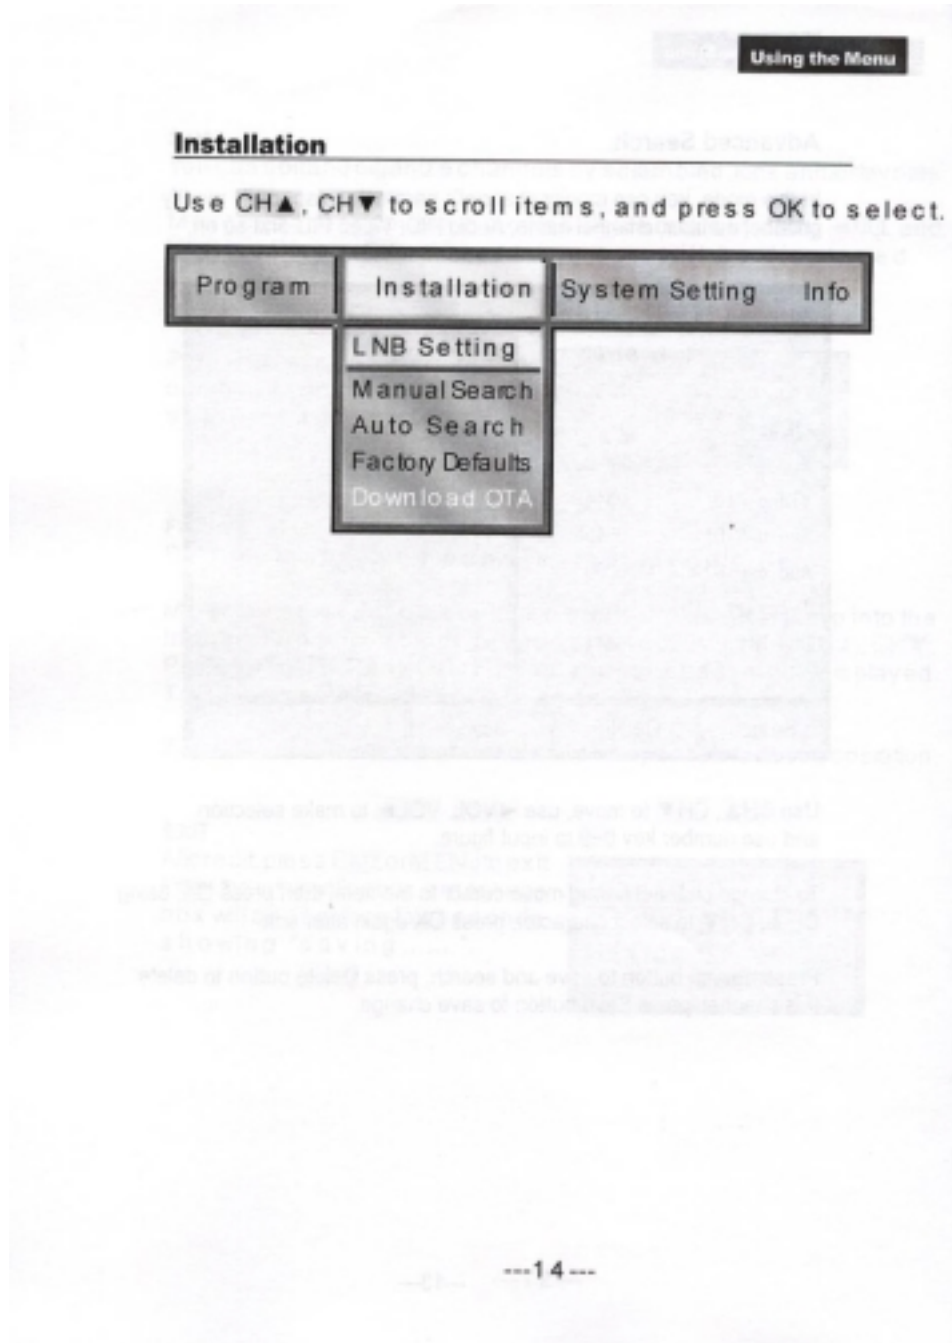 Using the Menu
Installation
Use CH▲, CH▼ to scroll items, and press OK to select.
Program Installation System Setting Info
LNB Setting
Manual Search
Auto Search
Factory Defaults
Download OTA
---14---